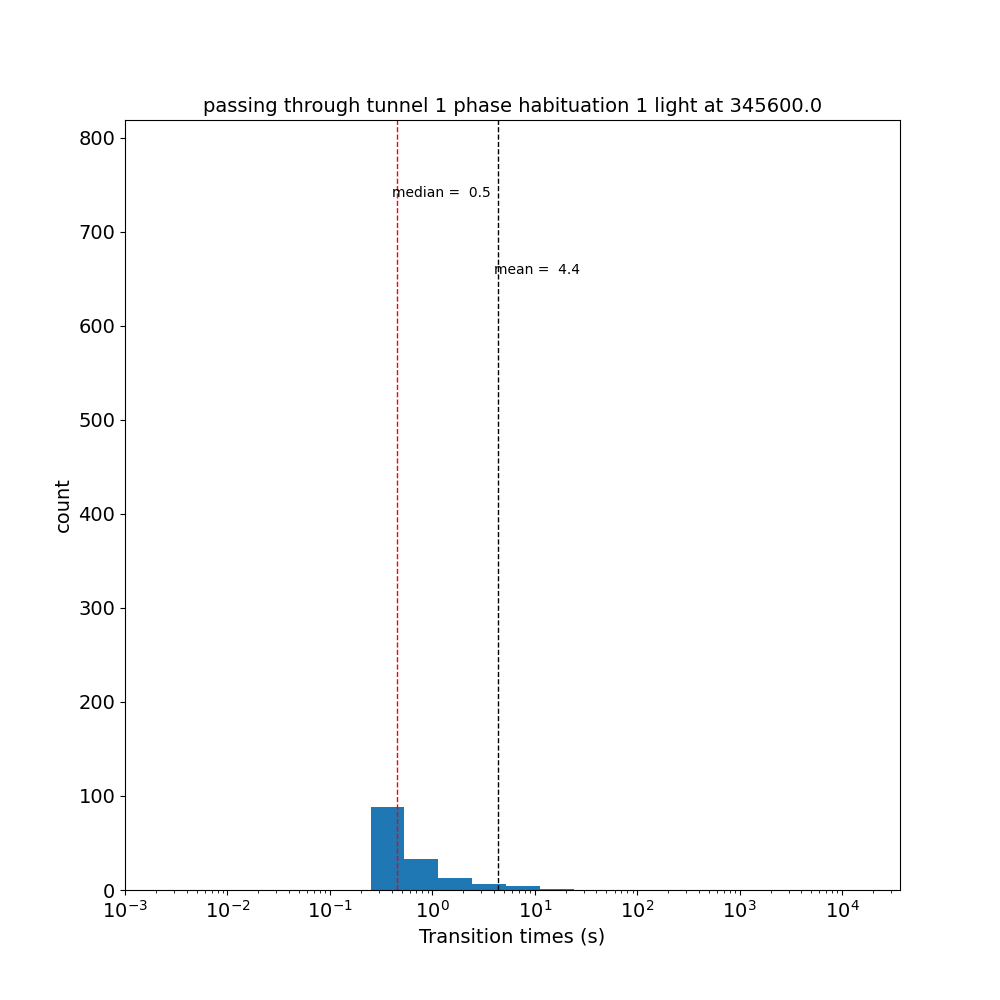 passing through tunnel 1 phase habituation 1 light at 345600.0
800
median =  0.5
700
mean =  4.4
600
500
count
400
300
200
100
0
10⁻³ 10⁻² 10⁻¹ 10⁰ 10¹ 10² 10³ 10⁴
Transition times (s)